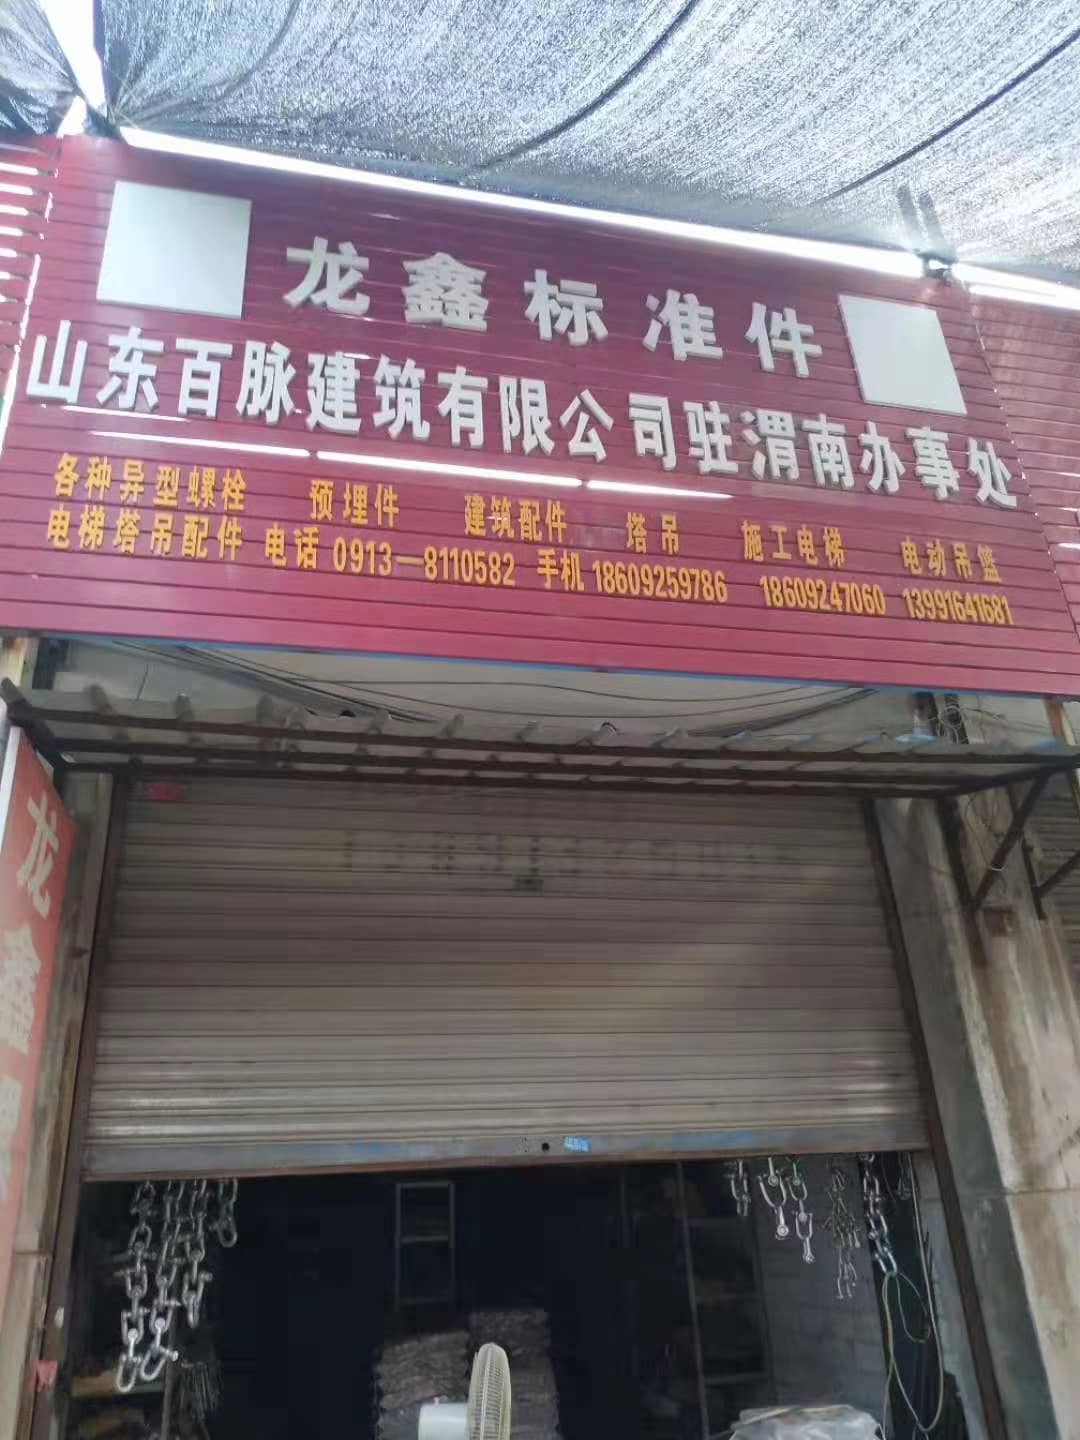 龙鑫标准件
山东百脉建筑有限公司驻渭南办事处
各种异型螺栓 预埋件 建筑配件 塔吊 施工电梯 电动吊篮
电梯塔吊配件 电话 0913—8110582 手机 18609259786 18609247060 13991641681
龙鑫